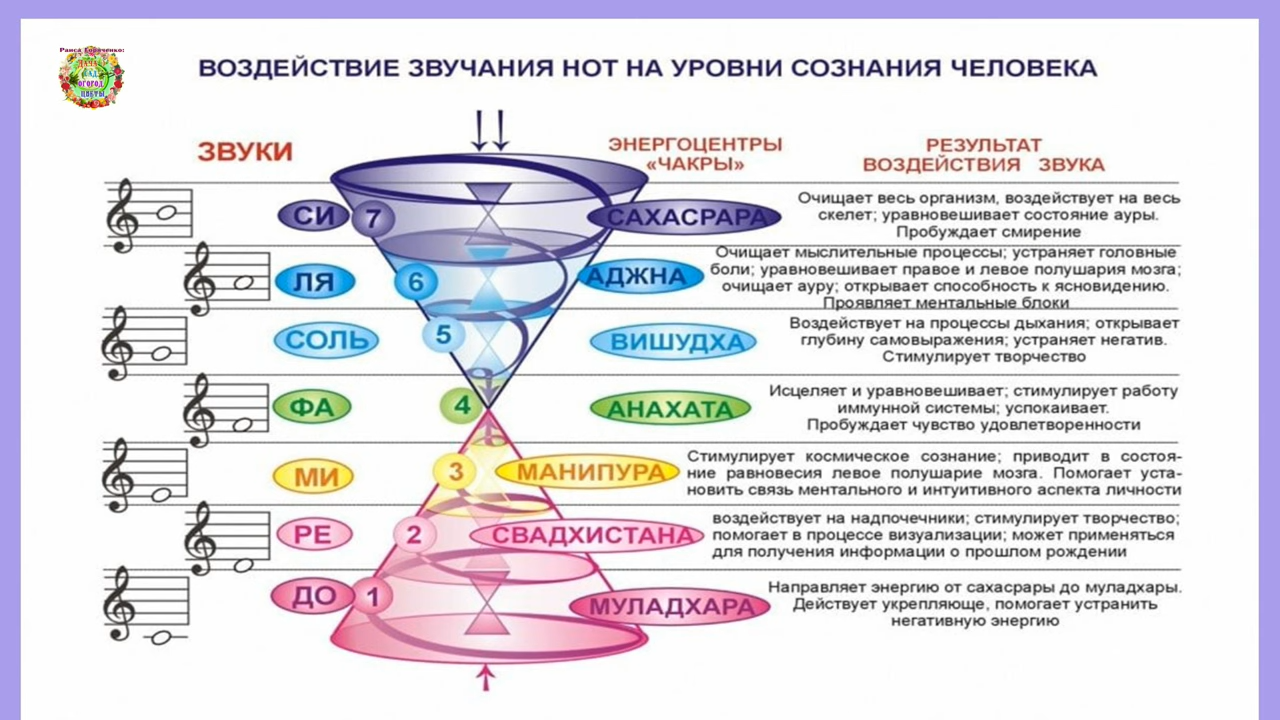 Раиса Горяченко:
ДАЧА
САД
ОГОРОД
ЦВЕТЫ
ВОЗДЕЙСТВИЕ ЗВУЧАНИЯ НОТ НА УРОВНИ СОЗНАНИЯ ЧЕЛОВЕКА
ЗВУКИ
ЭНЕРГОЦЕНТРЫ
«ЧАКРЫ»
РЕЗУЛЬТАТ
ВОЗДЕЙСТВИЯ ЗВУКА
СИ 7 САХАСРАРА
Очищает весь организм, воздействует на весь
скелет; уравновешивает состояние ауры.
Пробуждает смирение
ЛЯ 6 АДЖНА
Очищает мыслительные процессы; устраняет головные
боли; уравновешивает правое и левое полушария мозга;
очищает ауру; открывает способность к ясновидению.
Проявляет ментальные блоки
СОЛЬ 5 ВИШУДХА
Воздействует на процессы дыхания; открывает
глубину самовыражения; устраняет негатив.
Стимулирует творчество
ФА 4 АНАХАТА
Исцеляет и уравновешивает; стимулирует работу
иммунной системы; успокаивает.
Пробуждает чувство удовлетворенности
МИ 3 МАНИПУРА
Стимулирует космическое сознание; приводит в состоя-
ние равновесия левое полушарие мозга. Помогает уста-
новить связь ментального и интуитивного аспекта личности
РЕ 2 СВАДХИСТАНА
воздействует на надпочечники; стимулирует творчество;
помогает в процессе визуализации; может применяться
для получения информации о прошлом рождении
ДО 1 МУЛАДХАРА
Направляет энергию от сахасрары до муладхары.
Действует укрепляюще, помогает устранить
негативную энергию